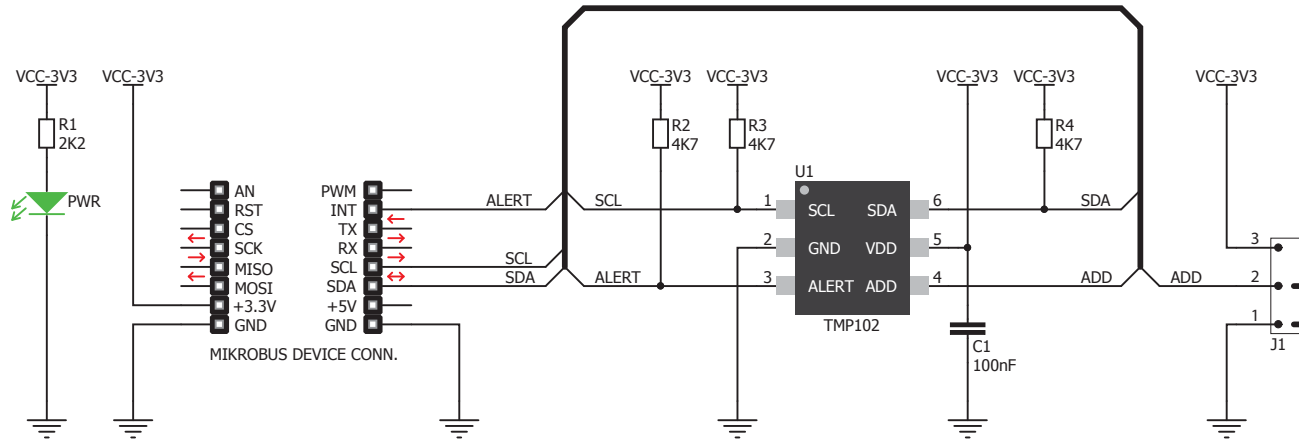 VCC-3V3
VCC-3V3
VCC-3V3
VCC-3V3
VCC-3V3
VCC-3V3
VCC-3V3
R1
2K2
R2
4K7
R3
4K7
R4
4K7
PWR
AN
RST
CS
SCK
MISO
MOSI
+3.3V
GND
PWM
INT
TX
RX
SCL
SDA
+5V
GND
MIKROBUS DEVICE CONN.
ALERT
SCL
SCL
SDA
ALERT
U1
1
SCL
SDA
6
2
GND
VDD
5
3
ALERT
ADD
4
TMP102
SDA
ADD
ADD
C1
100nF
3
2
1
J1